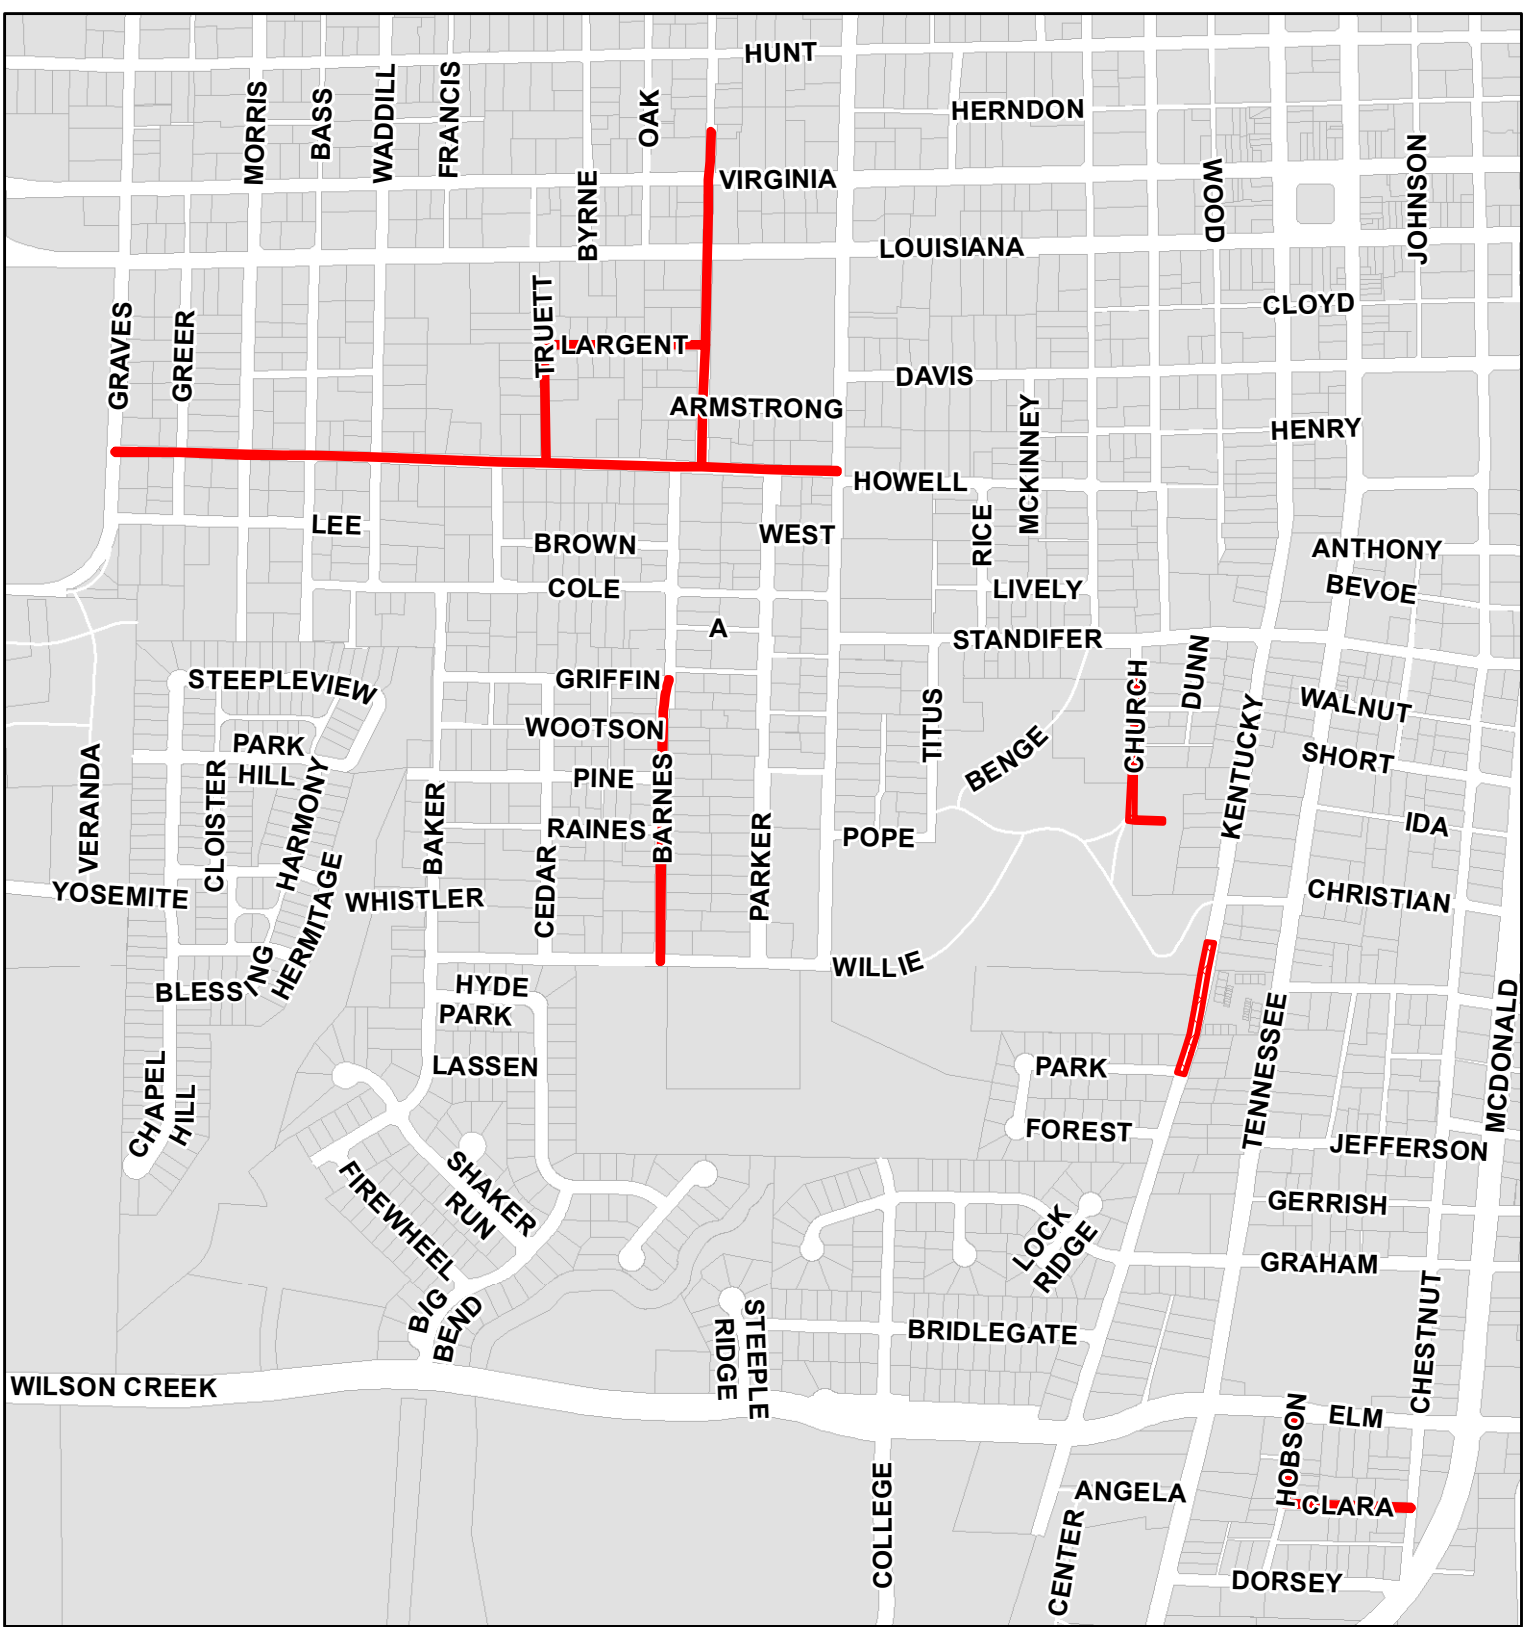 HUNT
MORRIS
BASS
WADDILL
FRANCIS
OAK
HERNDON
JOHNSON
VIRGINIA
WOOD
BYRNE
LOUISIANA
CLOYD
GRAVES
GREER
TRUETT
LARGENT
DAVIS
ARMSTRONG
MCKINNEY
HENRY
HOWELL
LEE
BROWN
WEST
RICE
ANTHONY
COLE
LIVELY
BEVOE
A
STANDIFER
STEEPLEVIEW
GRIFFIN
DUNN
CHURCH
TITUS
WALNUT
WOOTSON
KENTUCKY
PARK
HILL
CLOISTER
HARMONY
VERANDA
BENGE
SHORT
PINE
BAKER
BARNES
PARKER
RAINES
POPE
IDA
YOSEMITE
HERMITAGE
WHISTLER
CEDAR
CHRISTIAN
BLESSING
WILLIE
HYDE
PARK
TENNESSEE
MCDONALD
LASSEN
PARK
CHAPEL
HILL
FOREST
JEFFERSON
SHAKER
RUN
FIREWHEEL
GERRISH
LOCK
RIDGE
GRAHAM
BIG
BEND
STEEPLE
RIDGE
BRIDLEGATE
CHESTNUT
WILSON CREEK
HOBSON
ELM
COLLEGE
ANGELA
CLARA
CENTER
DORSEY